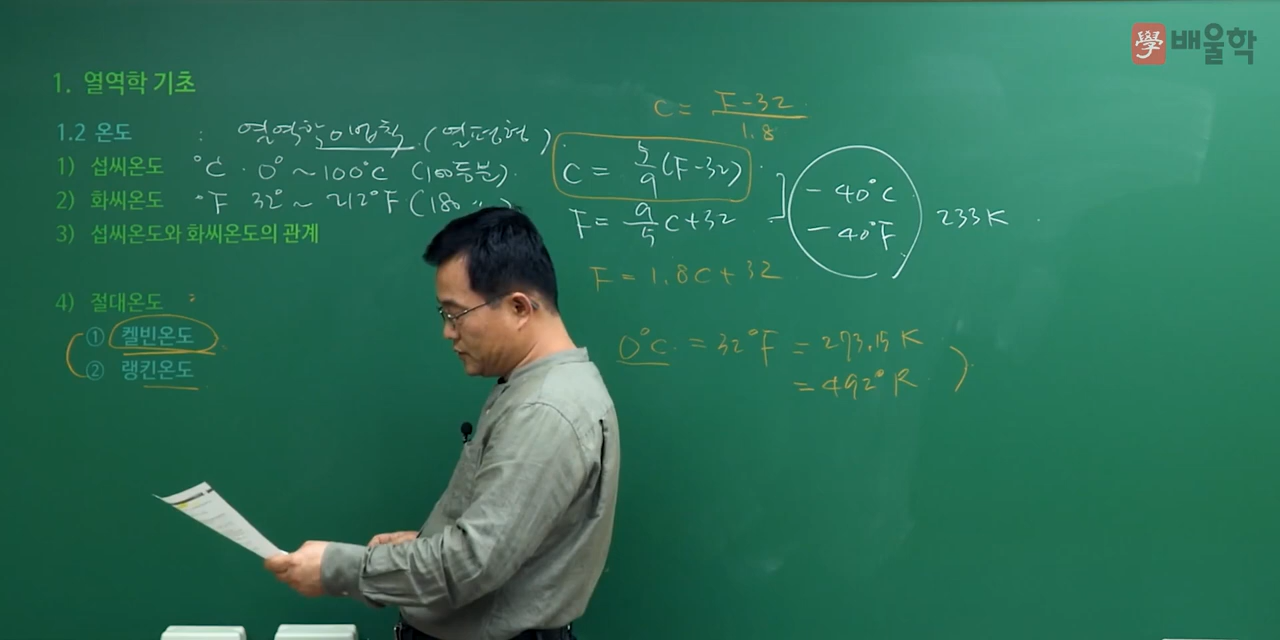 學 배울학
1. 열역학 기초
1.2 온도 : 열역학 0법칙 (열평형)
1) 섭씨온도 °C · 0° ~ 100°C (100등분).
2) 화씨온도 °F 32° ~ 212°F (180 〃)
3) 섭씨온도와 화씨온도의 관계
4) 절대온도 :
① 켈빈온도
② 랭킨온도
C = F-32 / 1.8
C = 5/9 (F-32)
F = 9/5 C+32
F = 1.8C+32
-40°C
-40°F
233K
0°C = 32°F = 273.15K
= 492°R